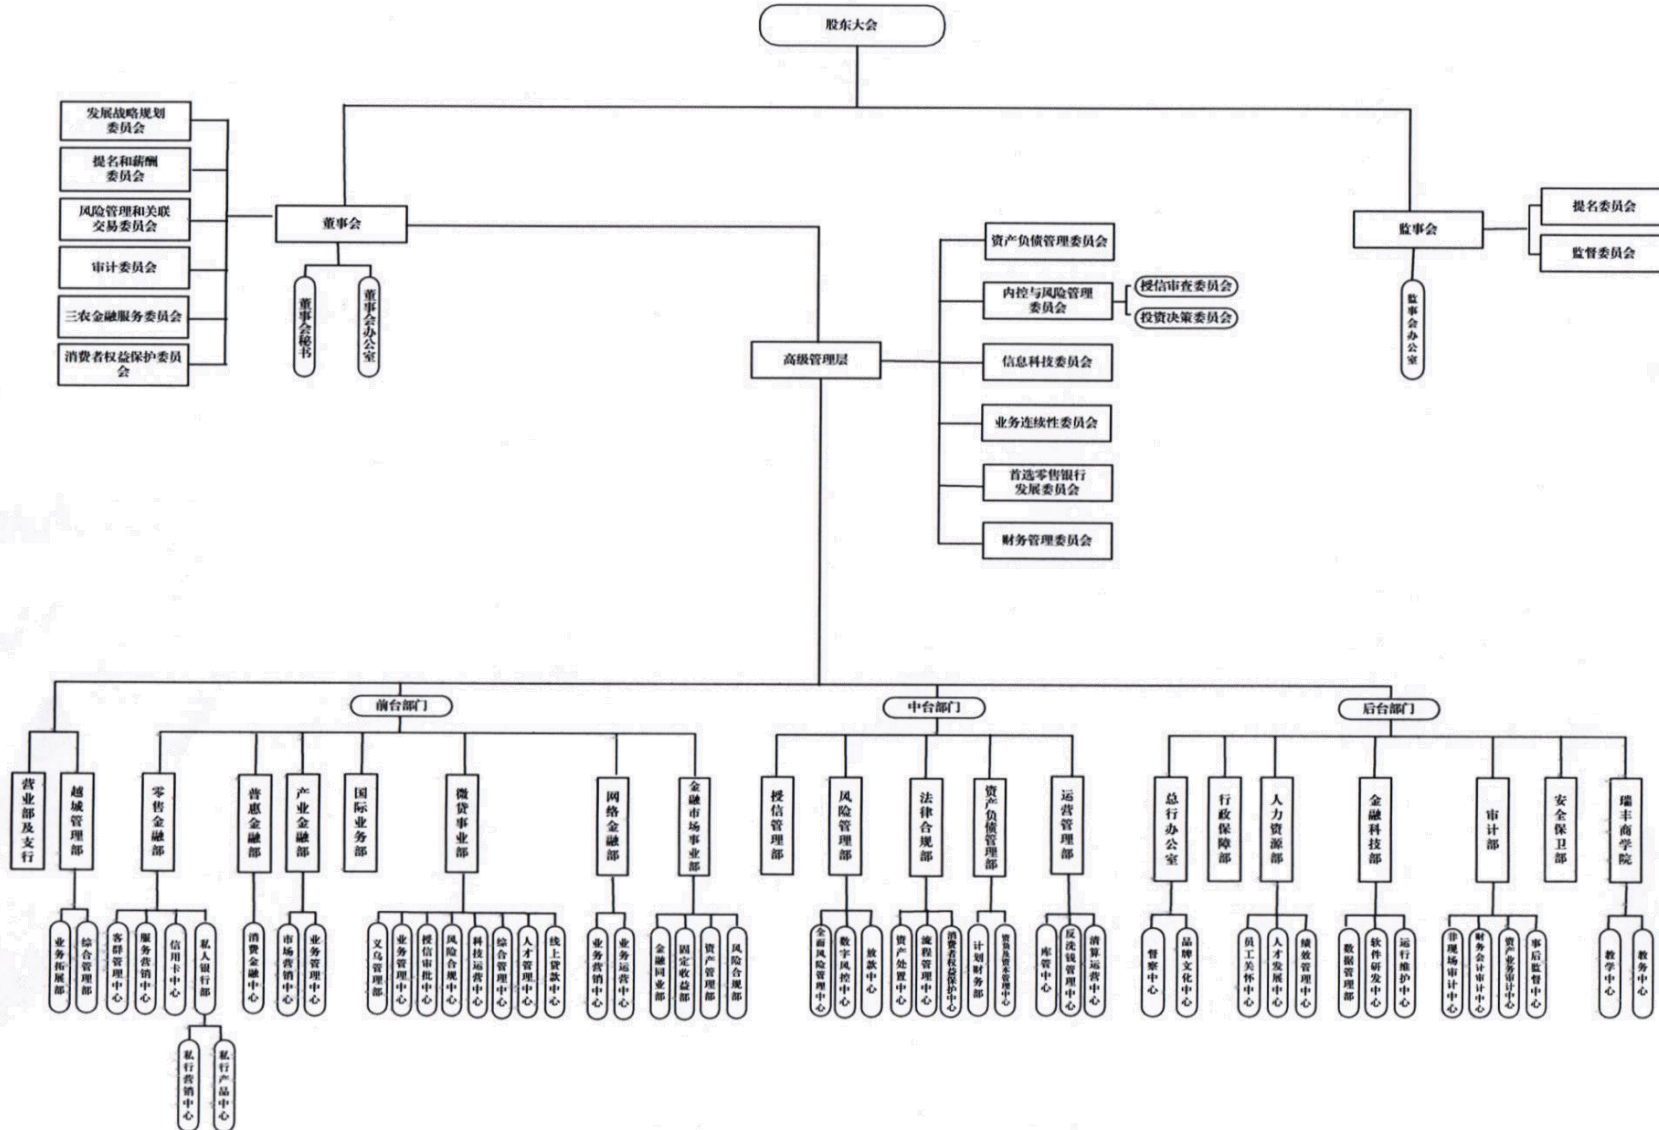 股东大会
发展战略规划
委员会
提名和薪酬
委员会
风险管理和关联
交易委员会
审计委员会
三农金融服务委员会
消费者权益保护委员
会
董事会
董事会秘书
董事会办公室
监事会
提名委员会
监督委员会
监事会办公室
高级管理层
资产负债管理委员会
内控与风险管理
委员会
授信审查委员会
投资决策委员会
信息科技委员会
业务连续性委员会
首选零售银行
发展委员会
财务管理委员会
前台部门
中台部门
后台部门
营业部及支行
越城管理部
零售金融部
普惠金融部
产业金融部
国际业务部
微贷事业部
网络金融部
金融市场事业部
授信管理部
风险管理部
法律合规部
资产负债管理部
运营管理部
总行办公室
行政保障部
人力资源部
金融科技部
审计部
安全保卫部
瑞丰商学院
业务拓展部
综合管理部
客群管理中心
服务营销中心
信用卡中心
私人银行部
消费金融中心
市场营销中心
业务管理中心
义乌管理部
业务管理中心
授信审批中心
风险合规中心
科技运营中心
综合管理中心
人才管理中心
线上贷款中心
业务营销中心
业务运营中心
金融同业部
固定收益部
资产管理部
风险合规部
全面风险管理中心
数字风控中心
放款中心
资产处置中心
流程管理中心
消费者权益保护中心
计划财务部
资负及资本管理中心
库管中心
反洗钱管理中心
清算运营中心
督察中心
品牌文化中心
员工关怀中心
人才发展中心
绩效管理中心
数据管理部
软件研发中心
运行维护中心
非现场审计中心
财务会计审计中心
资产业务审计中心
事后监督中心
教学中心
教务中心
私行营销中心
私行产品中心